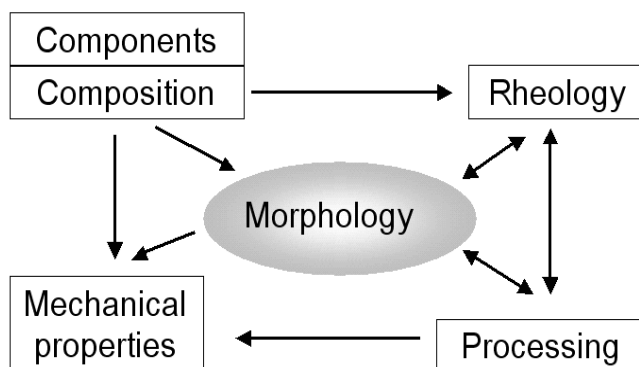 Components
Composition
Rheology
Morphology
Mechanical
properties
Processing